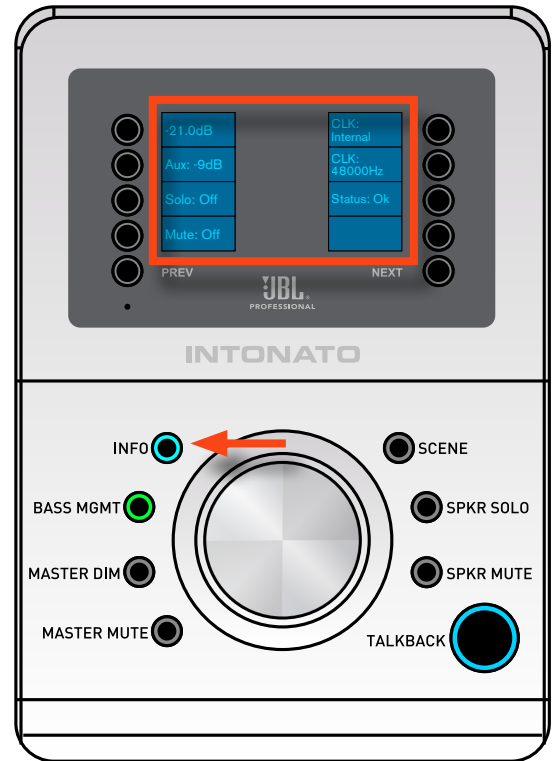 -21.0dB
Aux: -9dB
Solo: Off
Mute: Off
CLK:
Internal
CLK:
48000Hz
Status: Ok
PREV
NEXT
JBL
PROFESSIONAL
INTONATO
INFO
BASS MGMT
MASTER DIM
MASTER MUTE
SCENE
SPKR SOLO
SPKR MUTE
TALKBACK